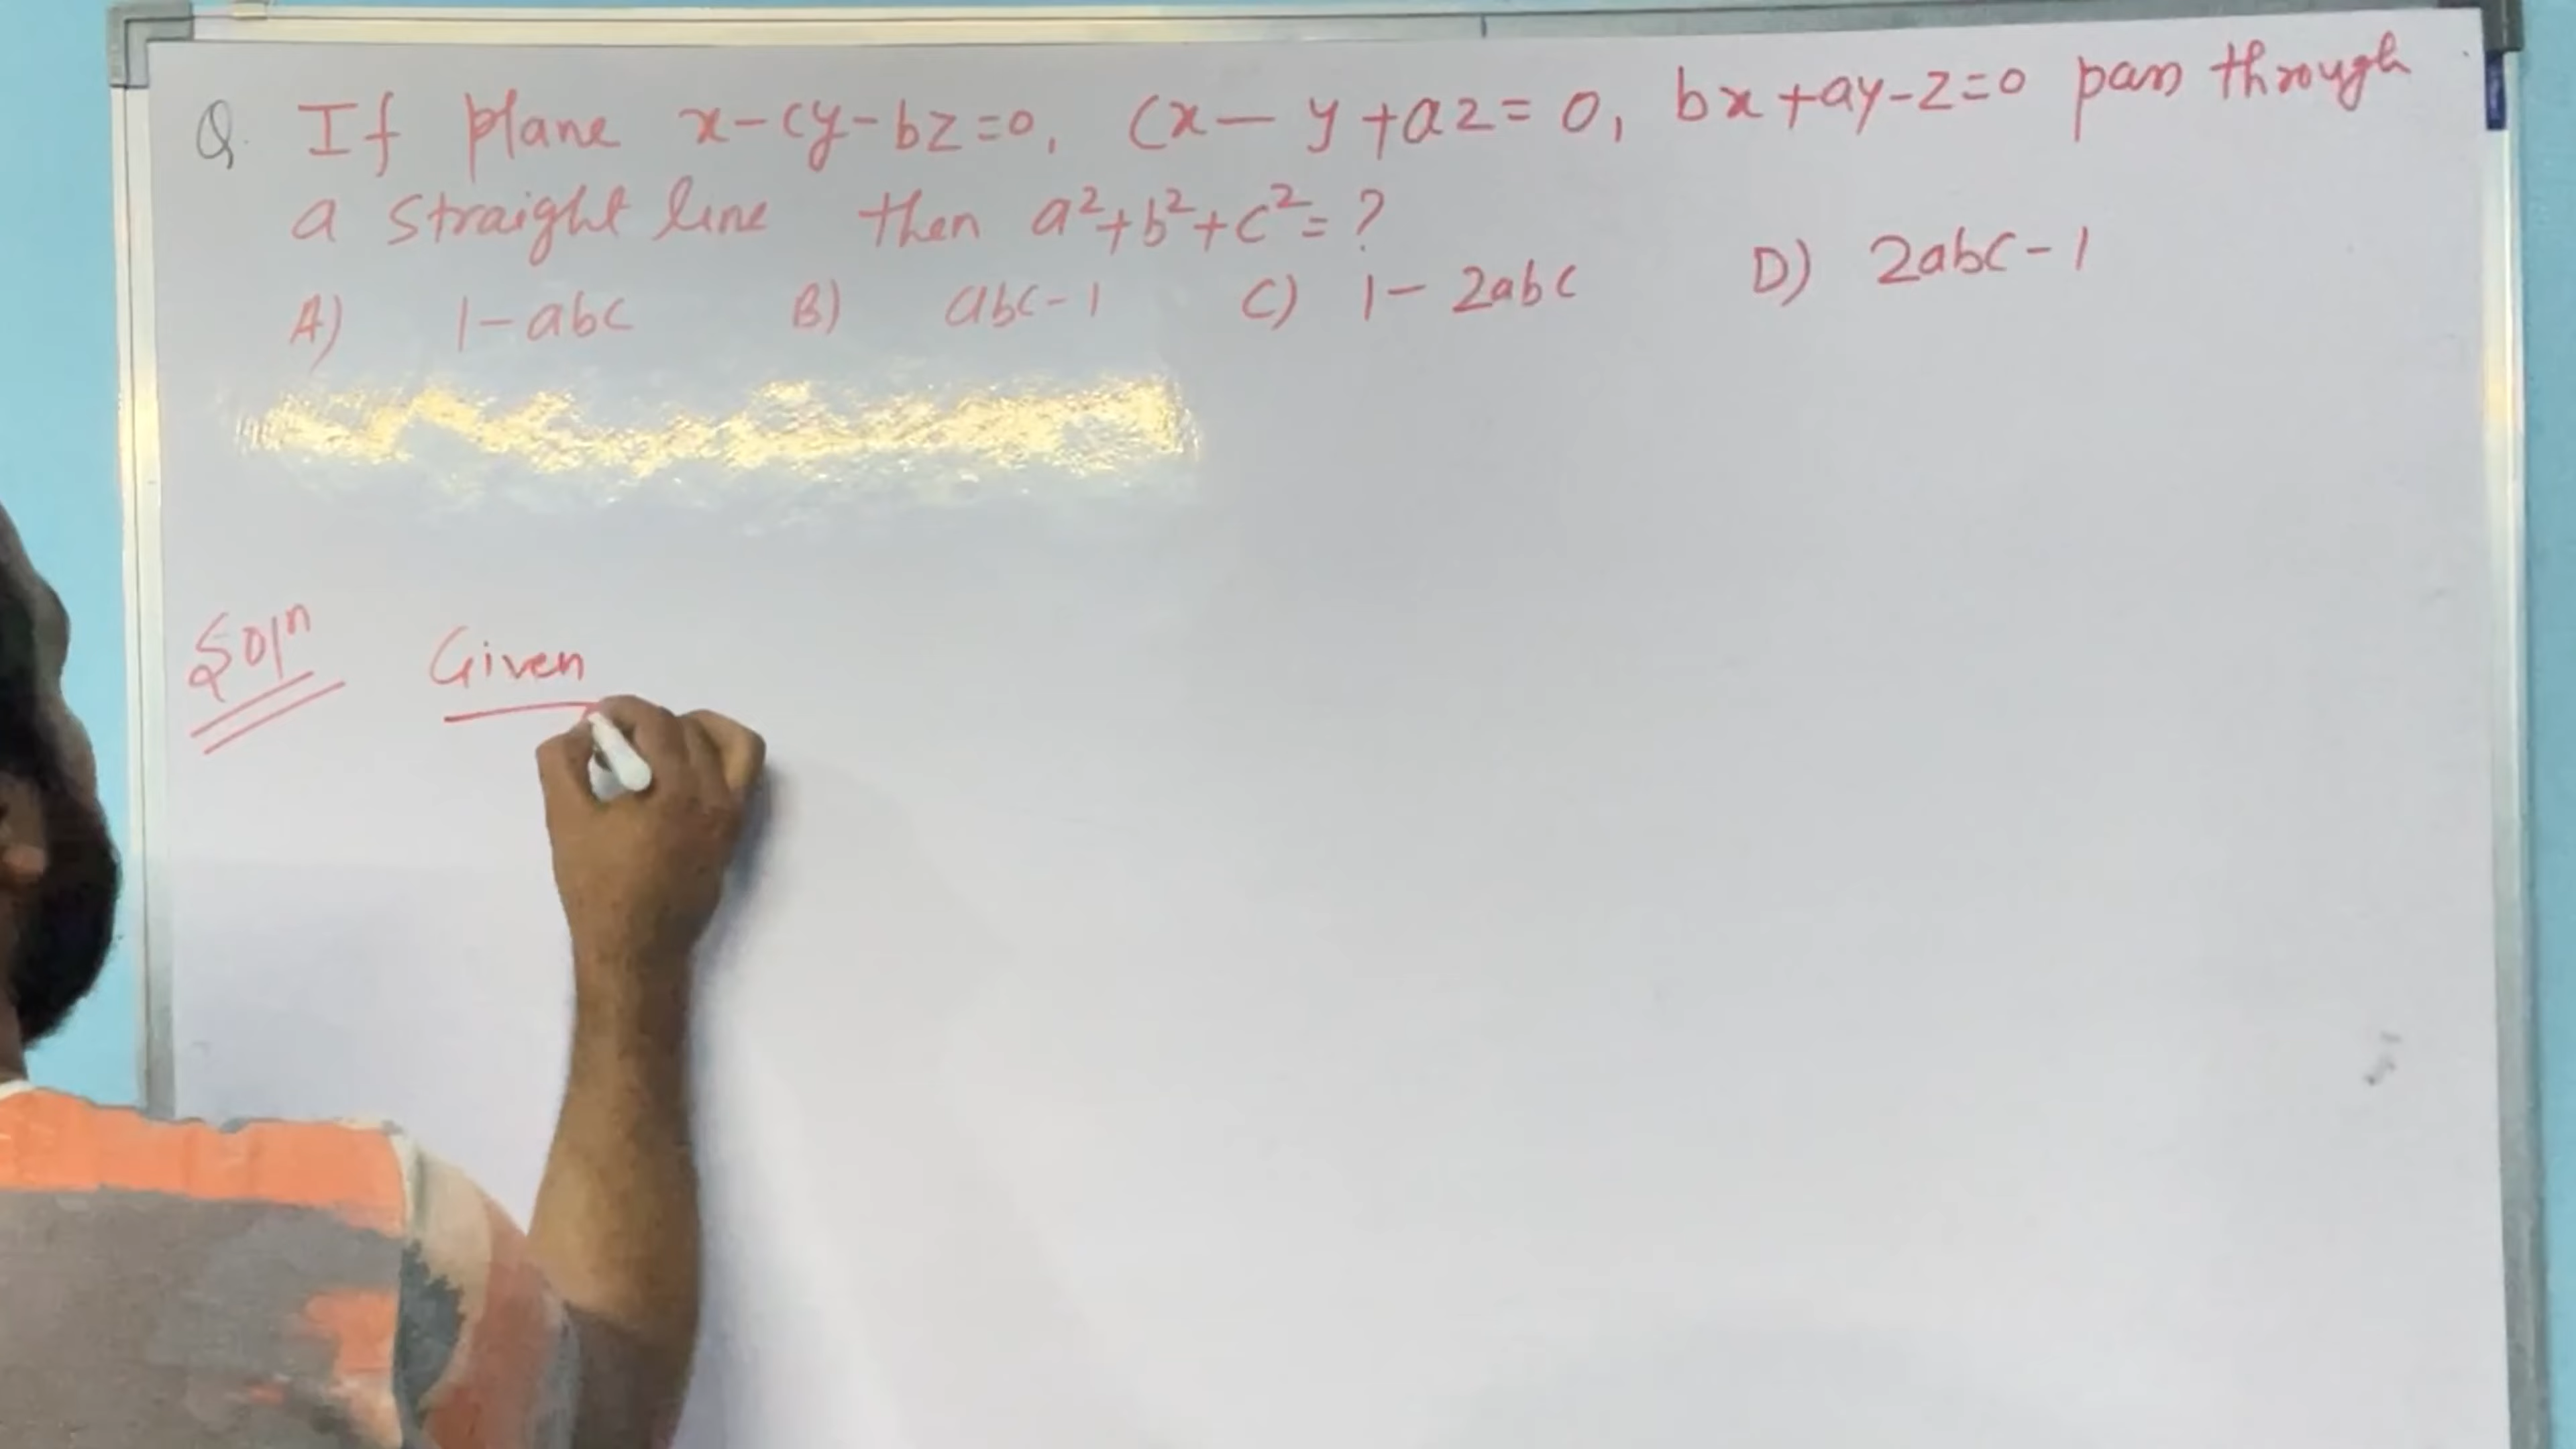 Q. If plane x-cy-bz=0, cx-y+az=0, bx+ay-z=0 pass through
a straight line then a²+b²+c²=?
A) 1-abc B) abc-1 C) 1-2abc D) 2abc-1
Solⁿ Given